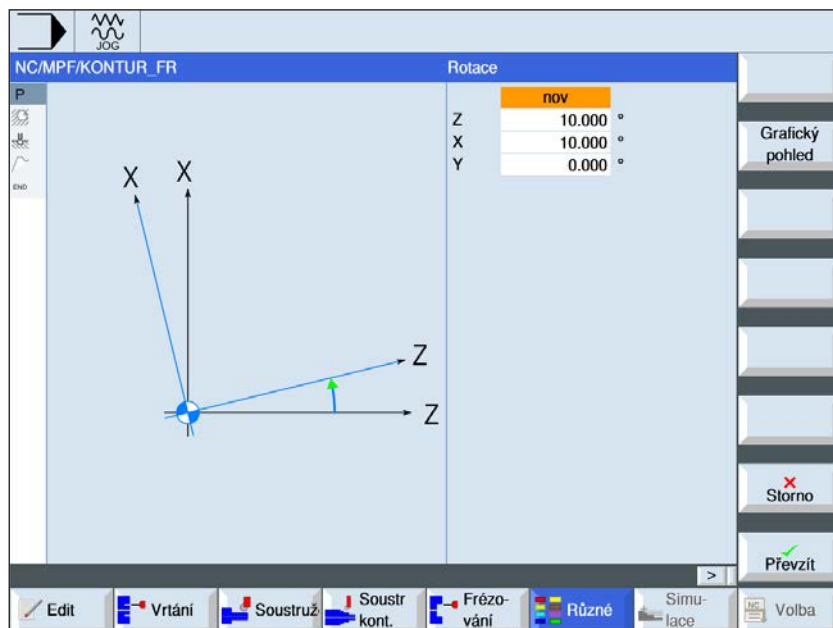 JOG
NC/MPF/KONTUR_FR
Rotace
P
END
nov
Z 10.000 °
X 10.000 °
Y 0.000 °
X X
Z
Z
Grafický
pohled
Storno
Převzít
>
Edit
Vrtání
Soustruž
Soustr
kont.
Frézo-
vání
Různé
Simu-
lace
NC
Volba